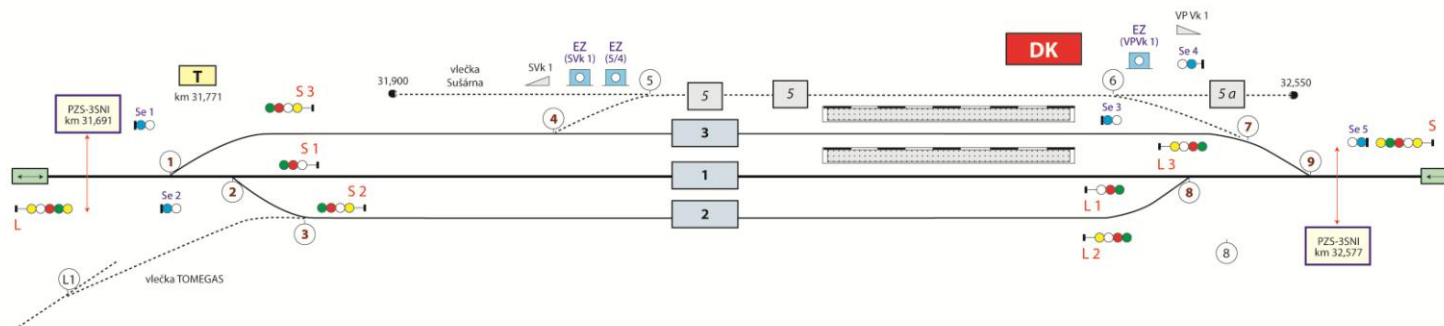 VP Vk 1
EZ
(SVk 1)
EZ
(5/4)
DK
EZ
(VPVk 1)
Se 4
T
km 31,771
31,900
vlečka
Sušárna
SVk 1
5
5
5
6
5 a
32,550
PZS-3SNI
km 31,691
Se 1
S 3
4
3
Se 3
7
L 3
Se 5
S
1
S 1
9
1
2
Se 2
S 2
8
L 1
L
3
2
L 2
8
PZS-3SNI
km 32,577
L1
vlečka TOMEGAS